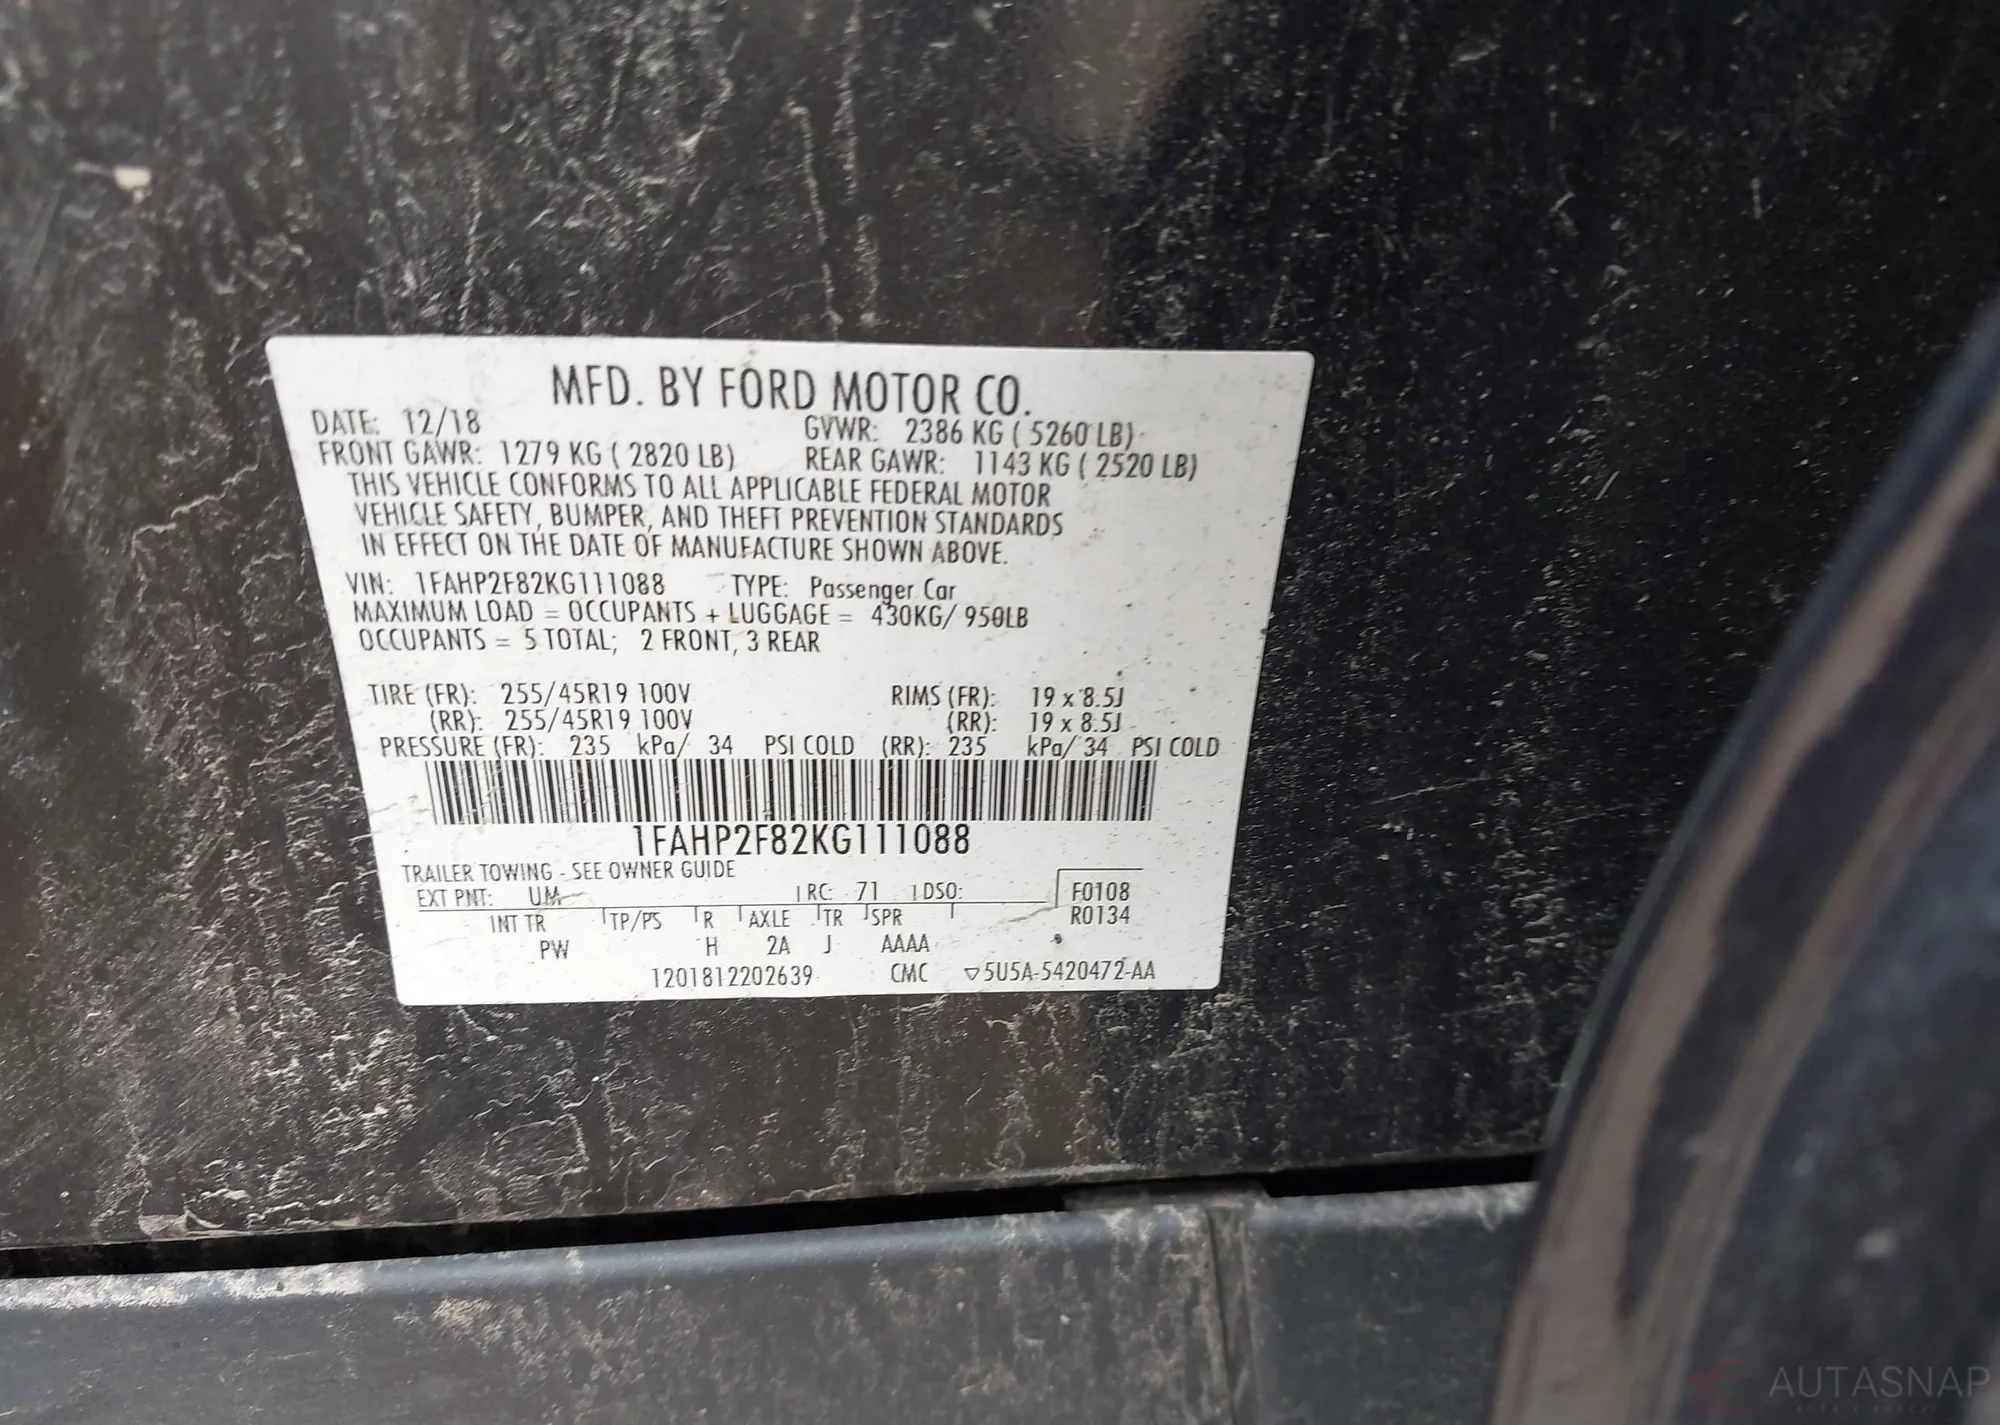 MFD. BY FORD MOTOR CO.
DATE: 12/18 GVWR: 2386 KG ( 5260 LB)
FRONT GAWR: 1279 KG ( 2820 LB) REAR GAWR: 1143 KG ( 2520 LB)
THIS VEHICLE CONFORMS TO ALL APPLICABLE FEDERAL MOTOR
VEHICLE SAFETY, BUMPER, AND THEFT PREVENTION STANDARDS
IN EFFECT ON THE DATE OF MANUFACTURE SHOWN ABOVE.
VIN: 1FAHP2F82KG111088 TYPE: Passenger Car
MAXIMUM LOAD = OCCUPANTS + LUGGAGE = 430KG/ 950LB
OCCUPANTS = 5 TOTAL; 2 FRONT, 3 REAR
TIRE (FR): 255/45R19 100V RIMS (FR): 19 x 8.5J
(RR): 255/45R19 100V (RR): 19 x 8.5J
PRESSURE (FR): 235 kPa/ 34 PSI COLD (RR): 235 kPa/ 34 PSI COLD
1FAHP2F82KG111088
TRAILER TOWING - SEE OWNER GUIDE
EXT PNT: UM RC: 71 DSO: F0108
INT TR TP/PS R AXLE TR SPR R0134
PW H 2A J AAAA
1201812202639 CMC ▽5U5A-5420472-AA
AUTASNAP